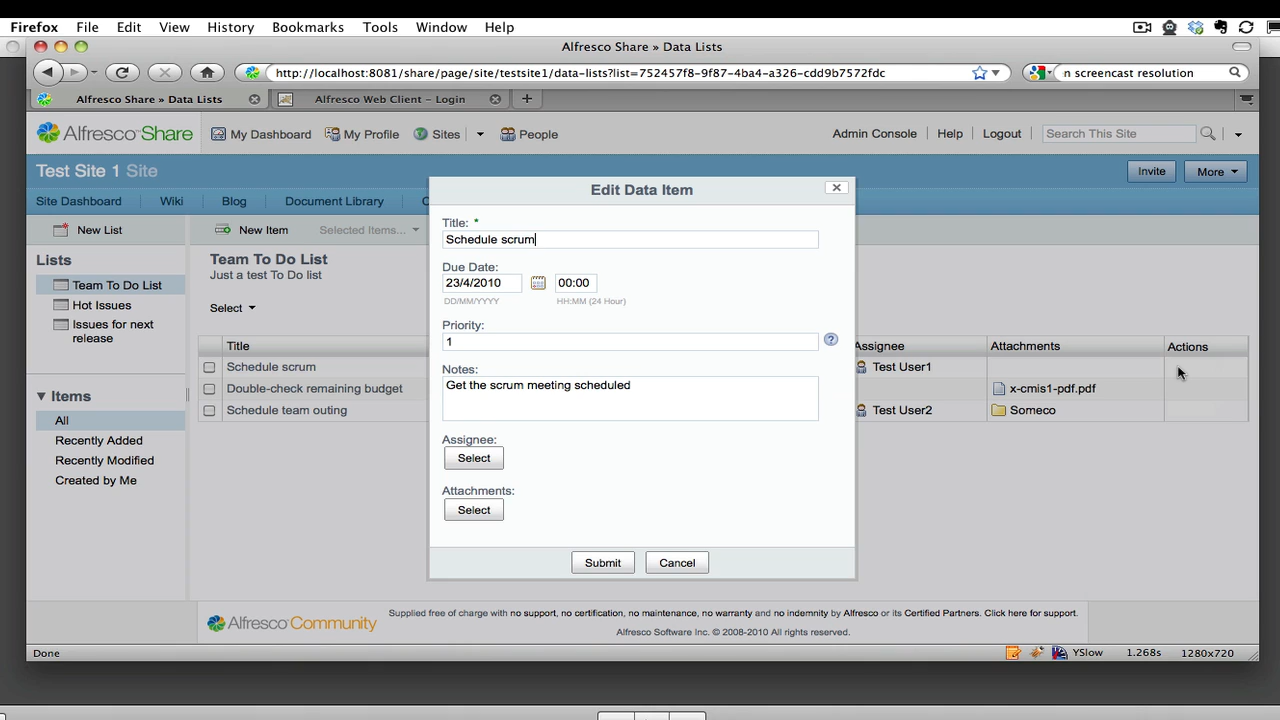 Firefox File Edit View History Bookmarks Tools Window Help
Alfresco Share » Data Lists
http://localhost:8081/share/page/site/testsite1/data-lists?list=752457f8-9f87-4ba4-a326-cdd9b7572fdc
n screencast resolution
Alfresco Share » Data Lists
Alfresco Web Client – Login
Alfresco Share My Dashboard My Profile Sites People Admin Console Help Logout Search This Site
Test Site 1 Site
Invite More
Site Dashboard Wiki Blog Document Library C
New List
New Item Selected Items...
Lists
Team To Do List
Hot Issues
Issues for next
release
Items
All
Recently Added
Recently Modified
Created by Me
Team To Do List
Just a test To Do list
Select
Title Assignee Attachments Actions
Schedule scrum Test User1
Double-check remaining budget x-cmis1-pdf.pdf
Schedule team outing Test User2 Someco
Edit Data Item
Title: *
Schedule scrum
Due Date:
23/4/2010 00:00
DD/MM/YYYY HH:MM (24 Hour)
Priority:
1
Notes:
Get the scrum meeting scheduled
Assignee:
Select
Attachments:
Select
Submit Cancel
Alfresco Community
Supplied free of charge with no support, no certification, no maintenance, no warranty and no indemnity by Alfresco or its Certified Partners. Click here for support.
Alfresco Software Inc. © 2008-2010 All rights reserved.
Done YSlow 1.268s 1280x720